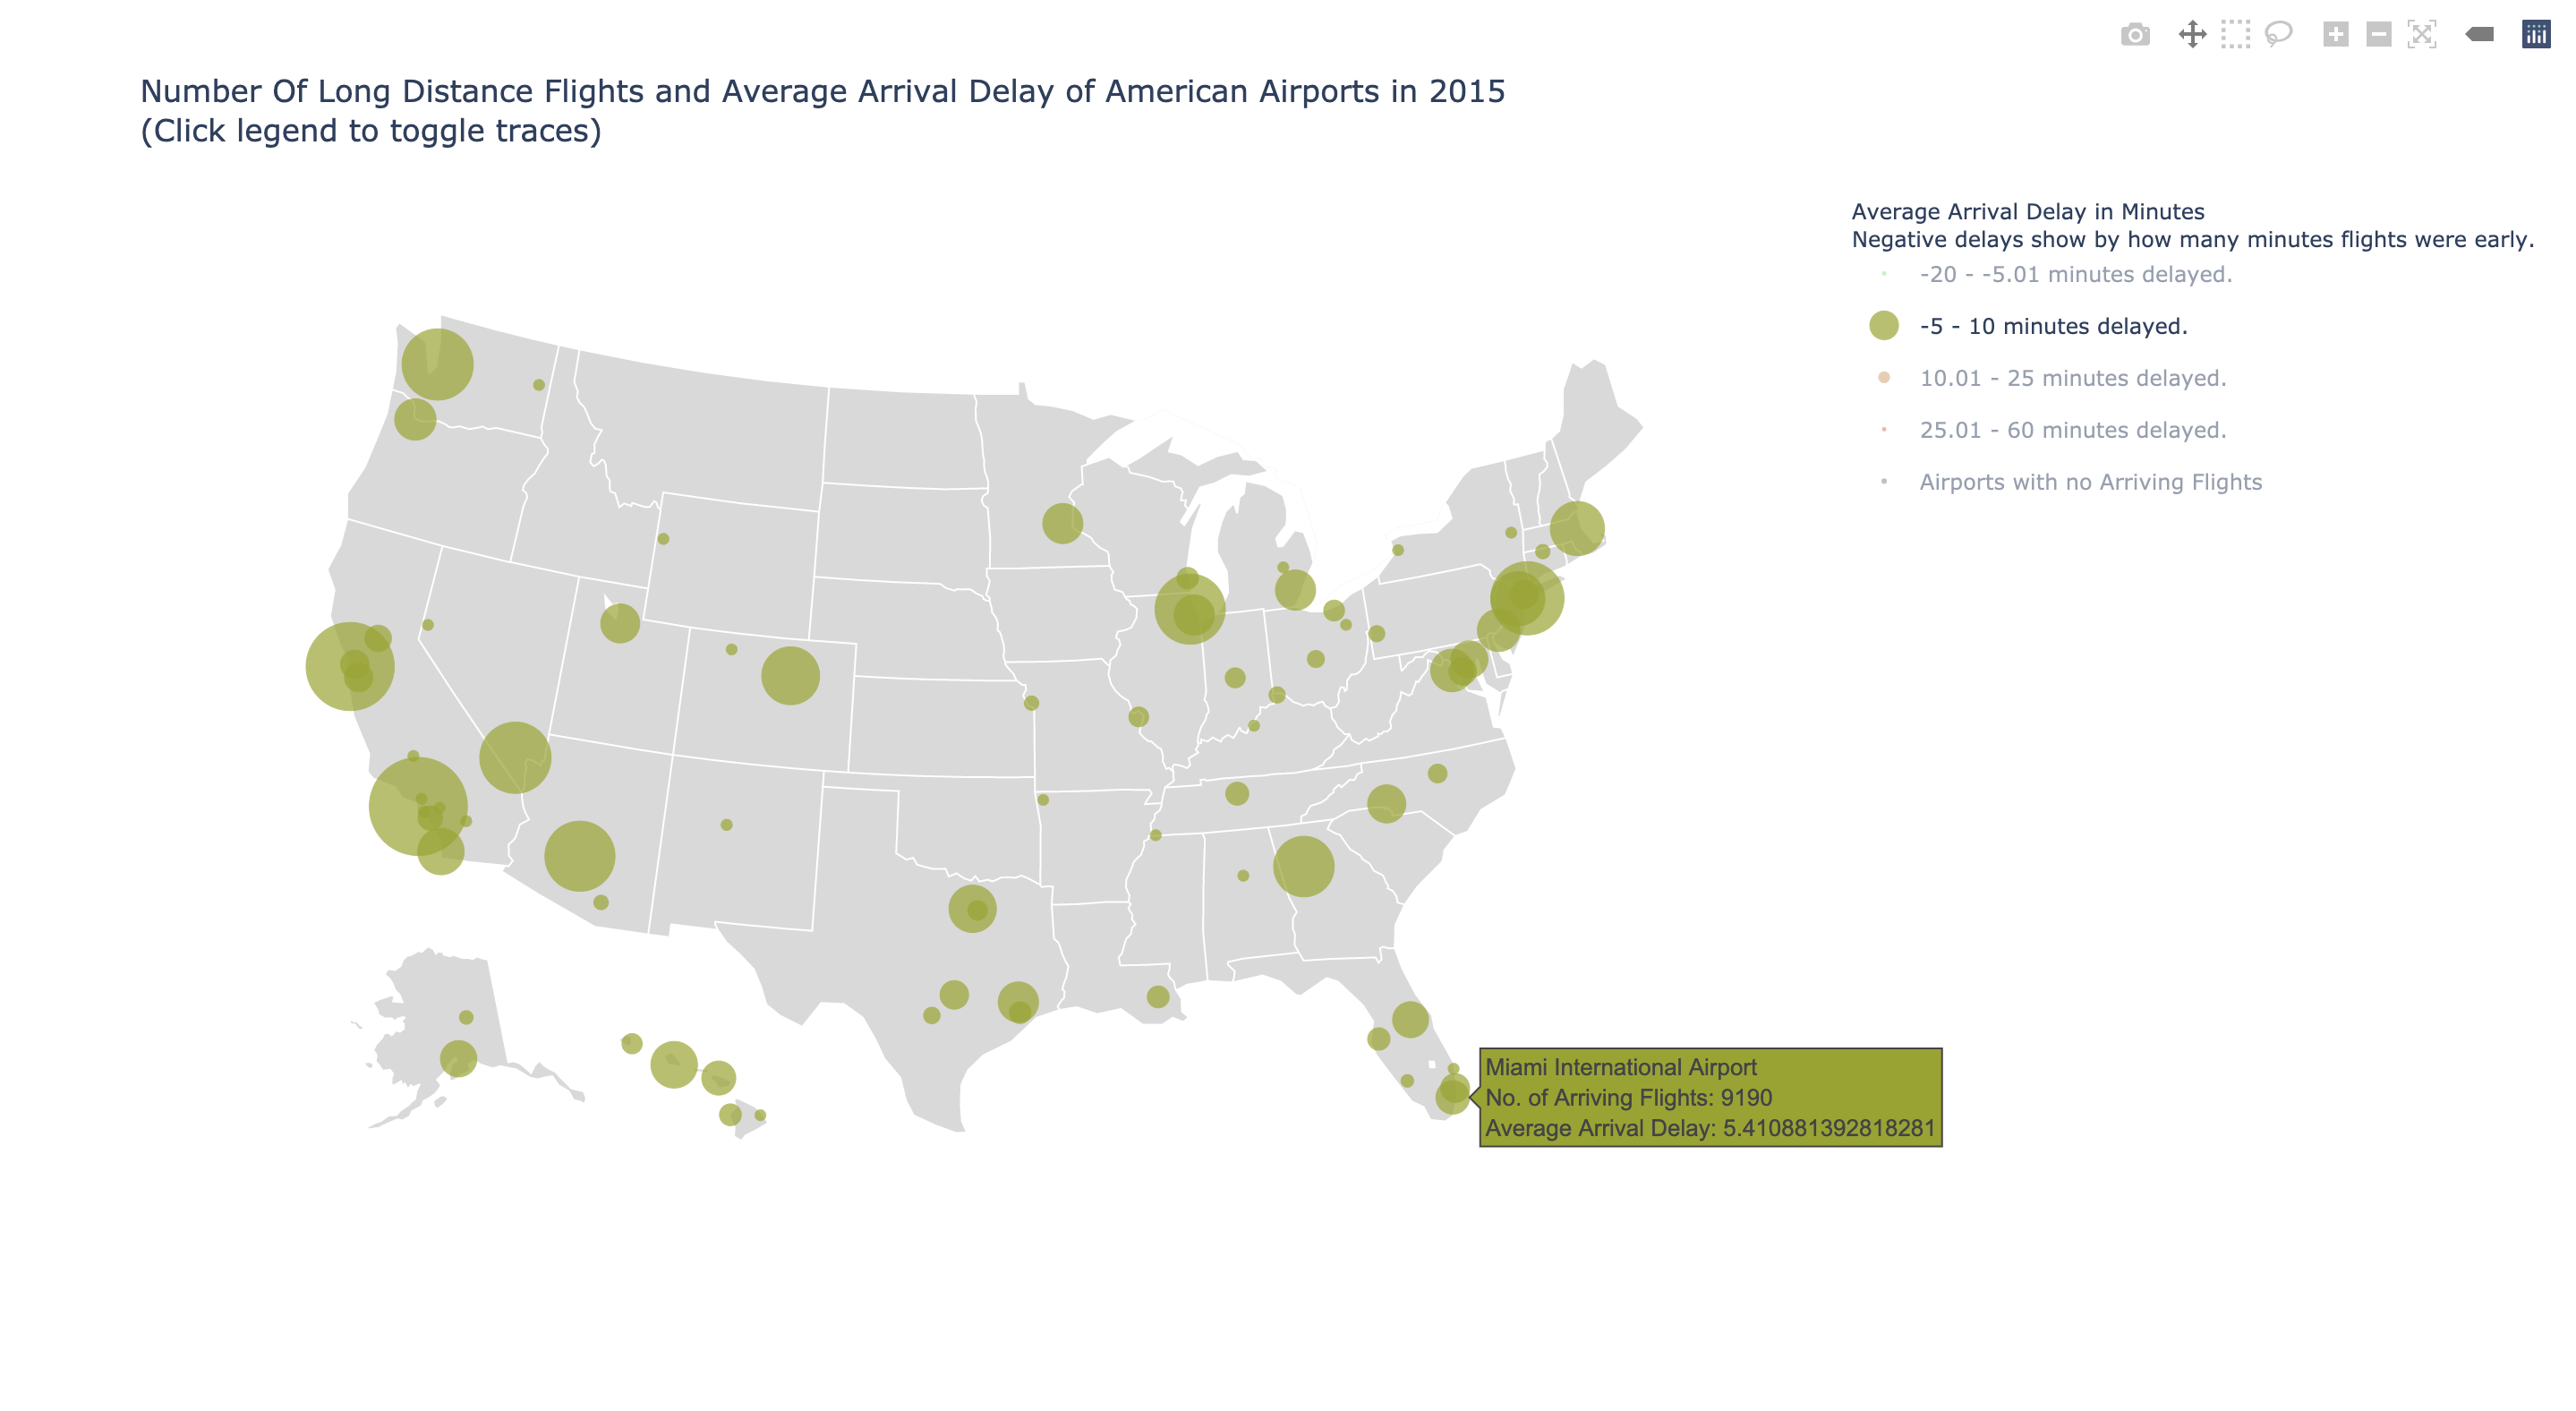 Number Of Long Distance Flights and Average Arrival Delay of American Airports in 2015
(Click legend to toggle traces)
Average Arrival Delay in Minutes
Negative delays show by how many minutes flights were early.
-20 - -5.01 minutes delayed.
-5 - 10 minutes delayed.
10.01 - 25 minutes delayed.
25.01 - 60 minutes delayed.
Airports with no Arriving Flights
Miami International Airport
No. of Arriving Flights: 9190
Average Arrival Delay: 5.410881392818281